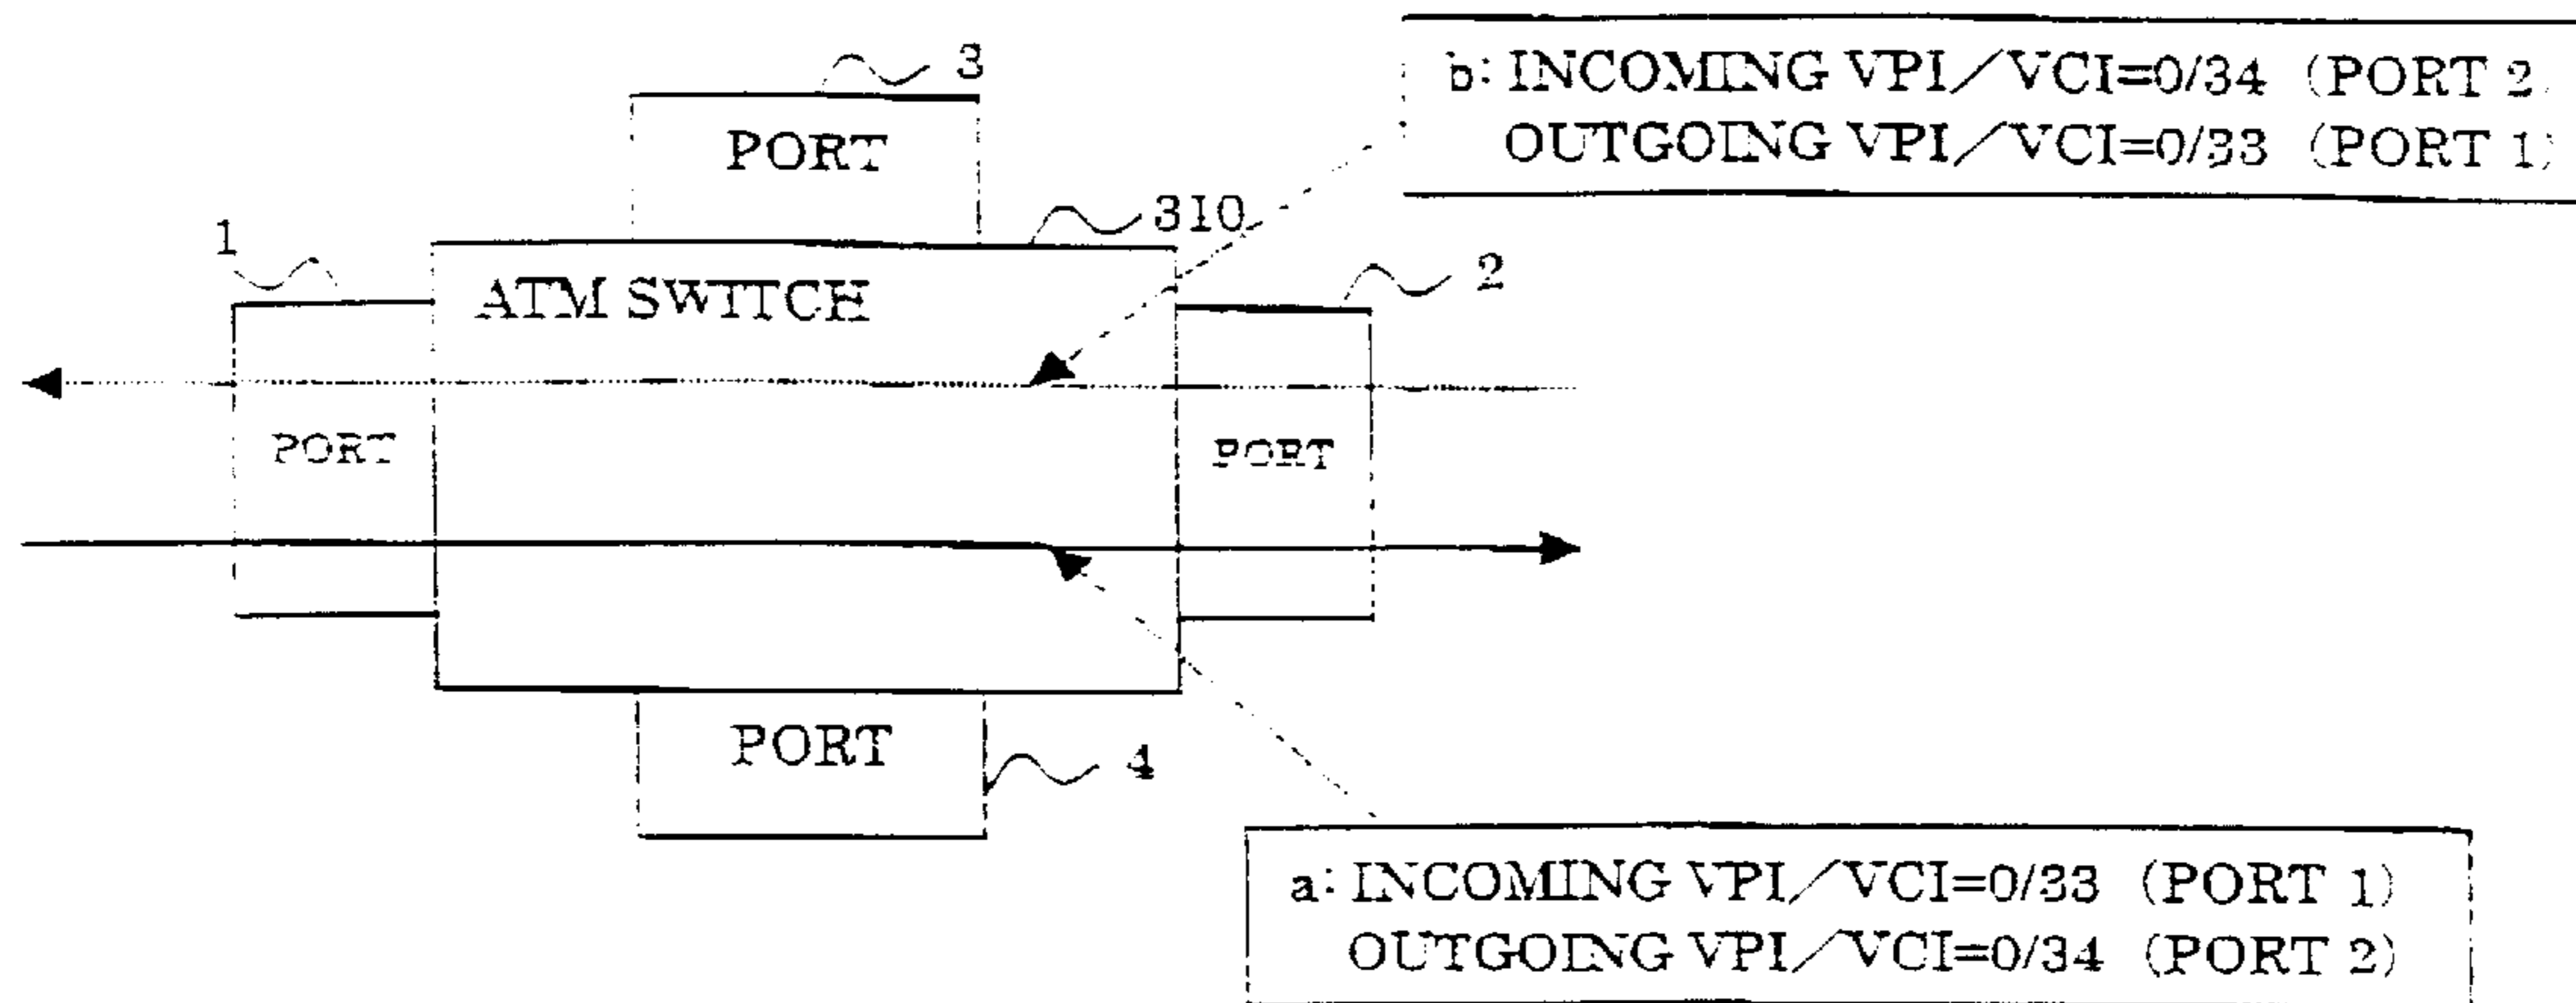 3
b: INCOMING VPI/VCI=0/34 (PORT 2
OUTGOING VPI/VCI=0/33 (PORT 1)
PORT
310
1
2
ATM SWITCH
PORT
PORT
PORT
4
a: INCOMING VPI/VCI=0/33 (PORT 1)
OUTGOING VPI/VCI=0/34 (PORT 2)